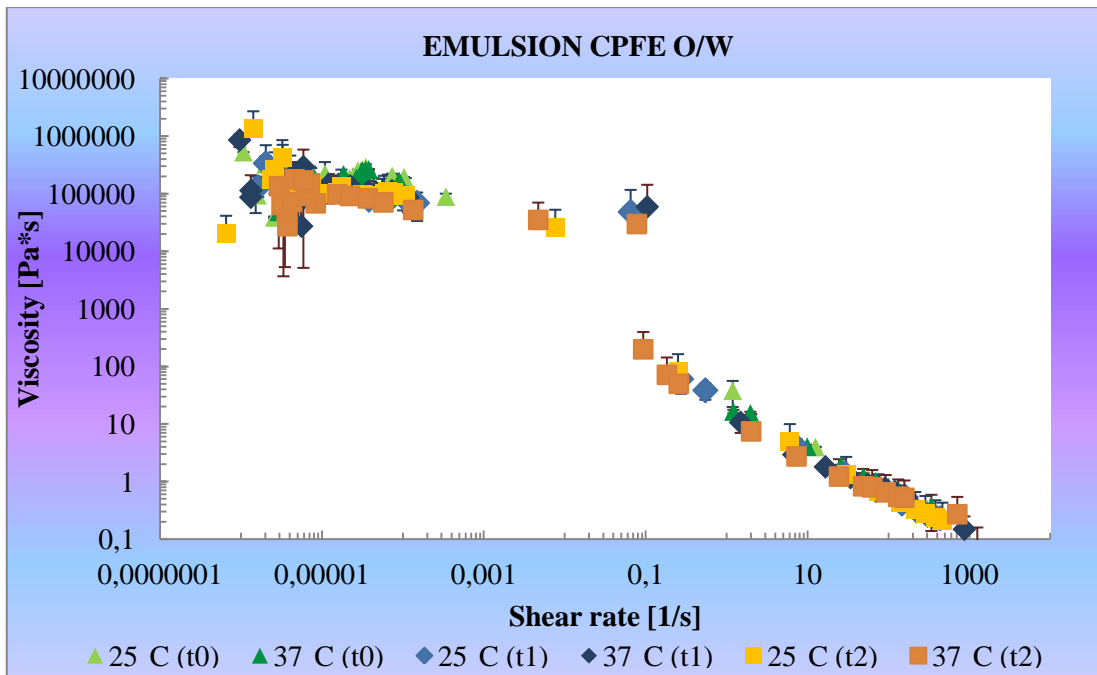 EMULSION CPFE O/W
Viscosity [Pa*s]
10000000
1000000
100000
10000
1000
100
10
1
0,1
0,0000001 0,00001 0,001 0,1 10 1000
Shear rate [1/s]
25 C (t0) 37 C (t0) 25 C (t1) 37 C (t1) 25 C (t2) 37 C (t2)